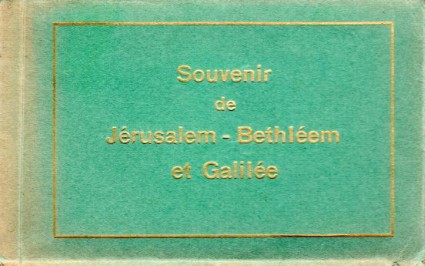 Souvenir
de
Jérusalem - Bethléem
et Galilée